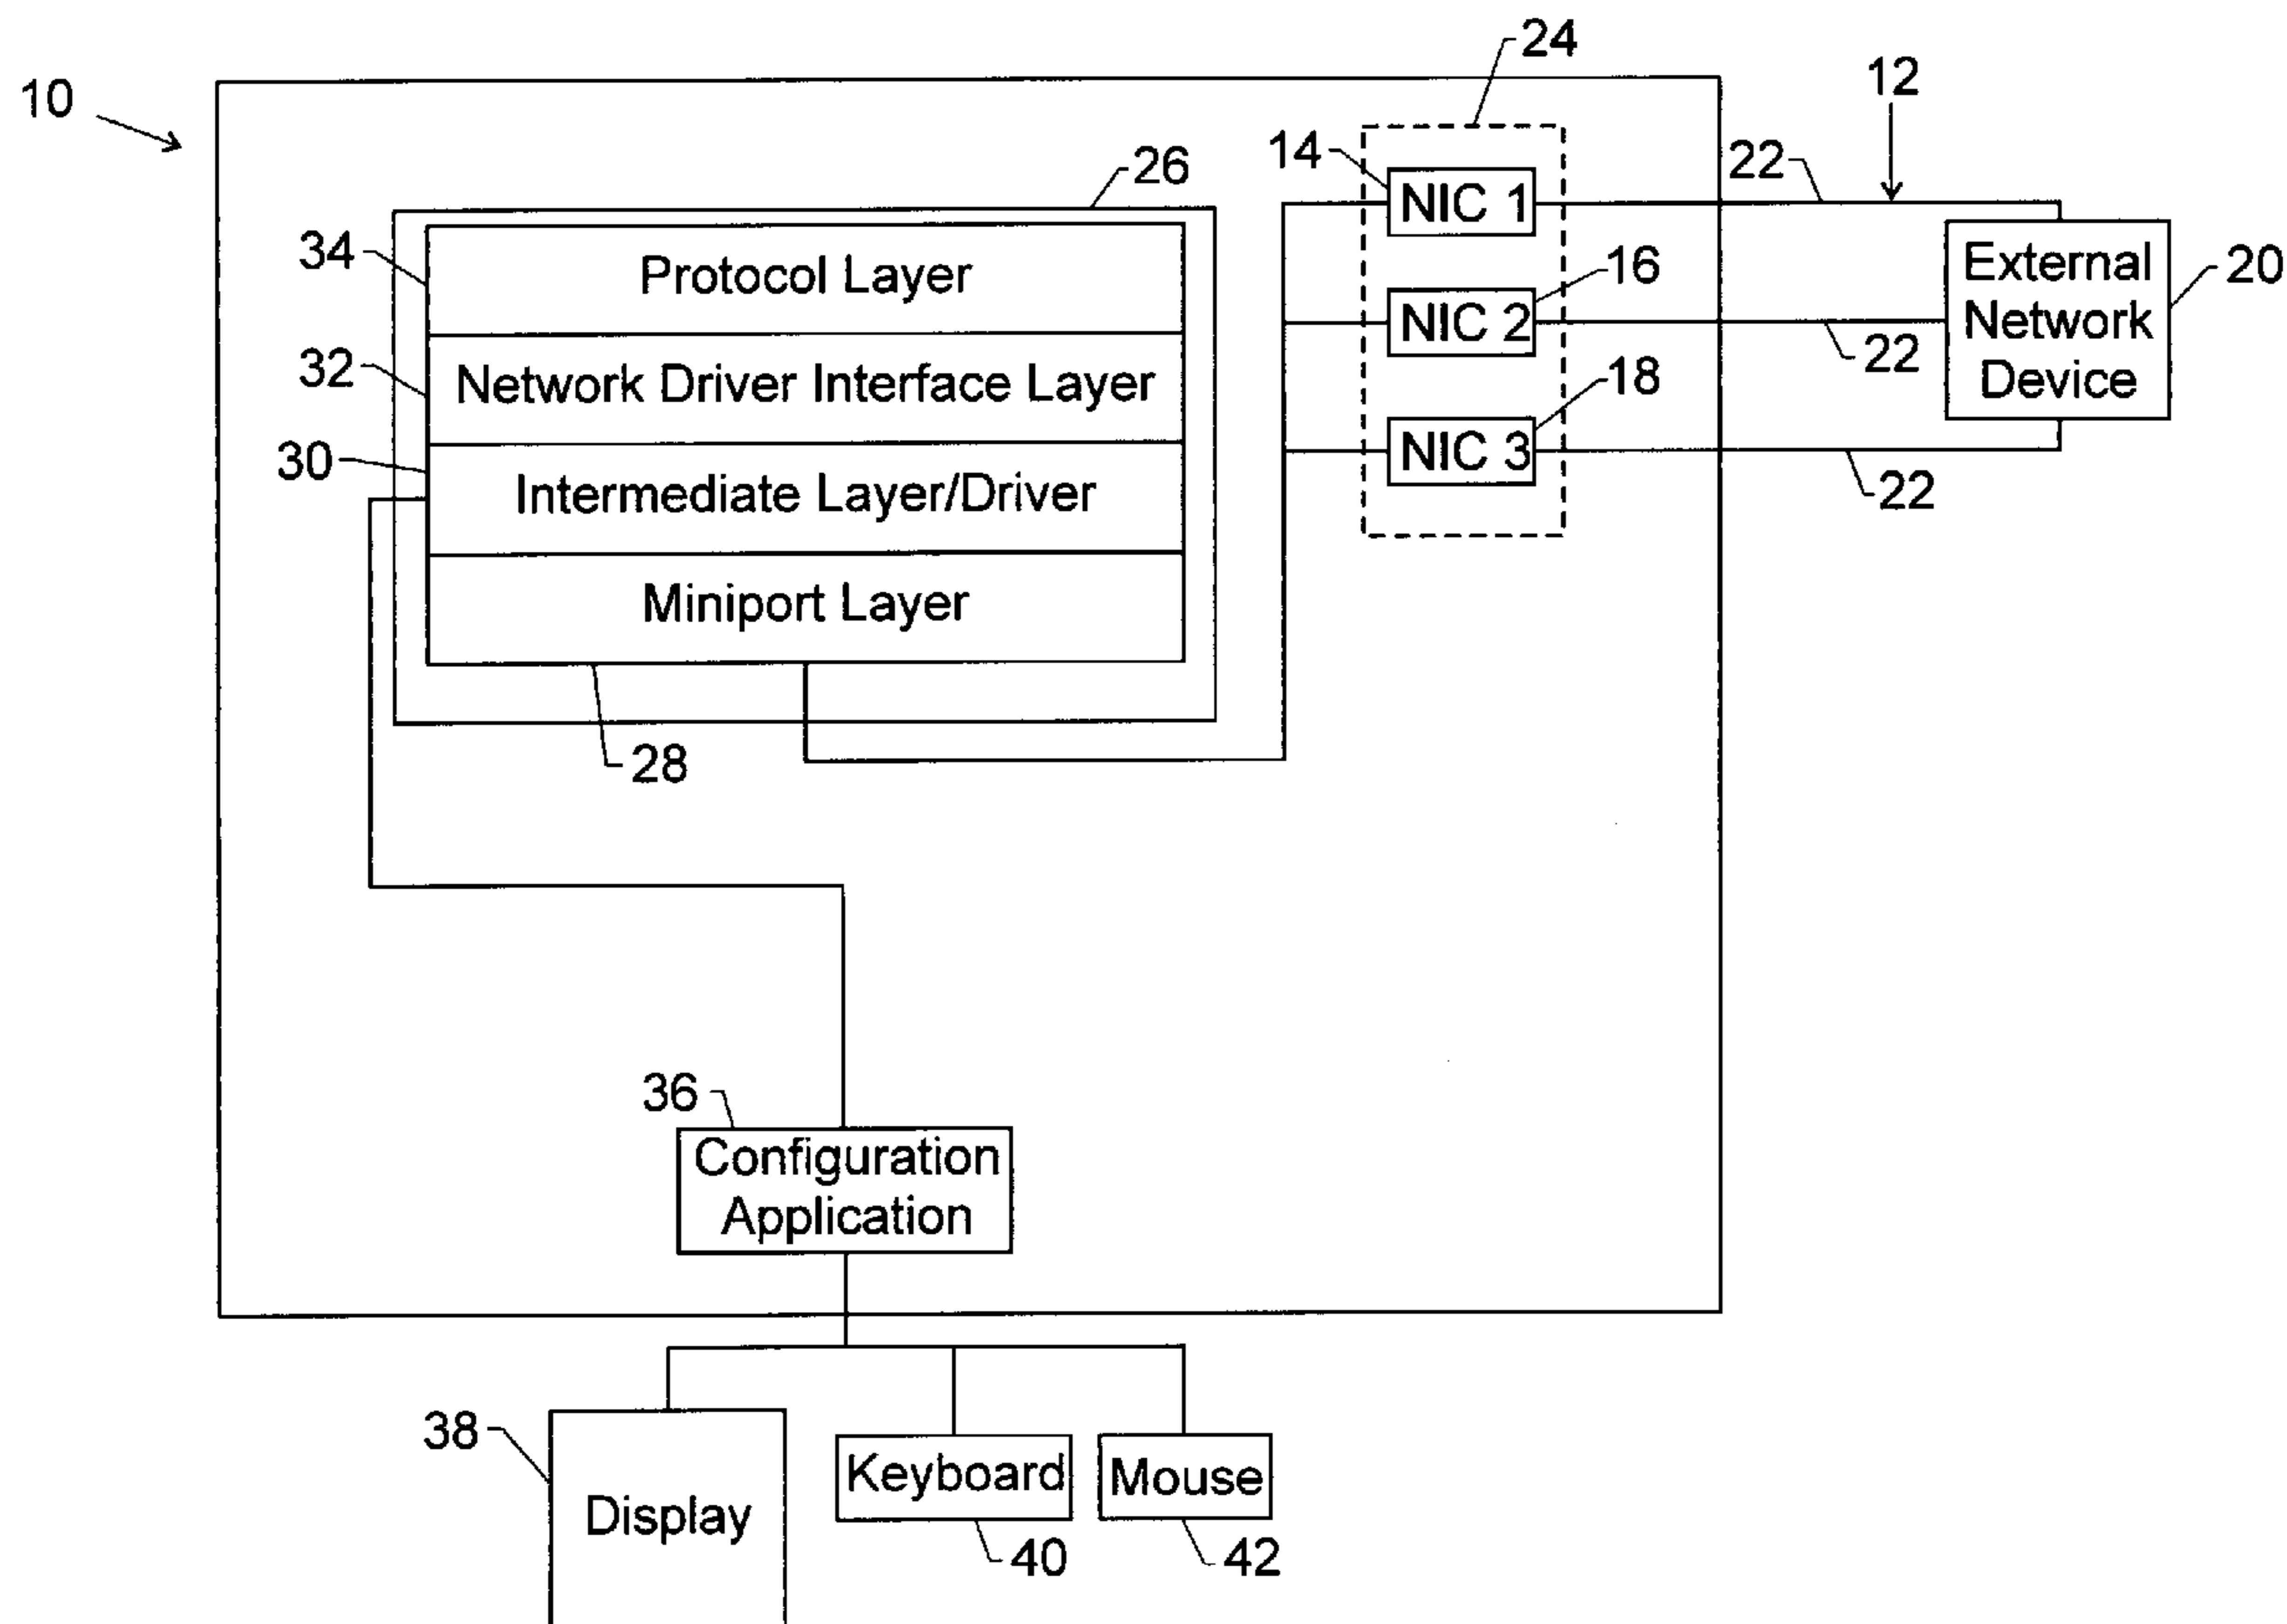 24
10
12
14
NIC 1
22
26
34
Protocol Layer
16
External
Network
Device
20
NIC 2
22
32
Network Driver Interface Layer
18
30
NIC 3
22
Intermediate Layer/Driver
Miniport Layer
28
36
Configuration
Application
38
Display
Keyboard
40
Mouse
42